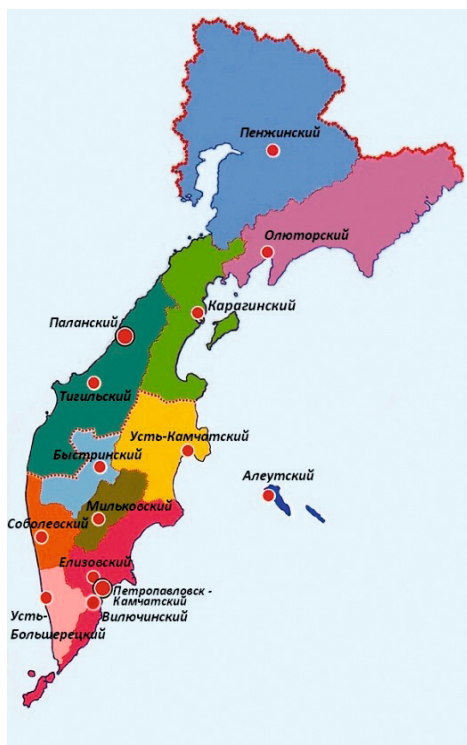 Пенжинский
Олюторский
Карагинский
Паланский
Тигильский
Усть-Камчатский
Быстринский
Алеутский
Мильковский
Соболевский
Елизовский
Петропавловск -
Камчатский
Усть-
Большерецкий
Вилючинский